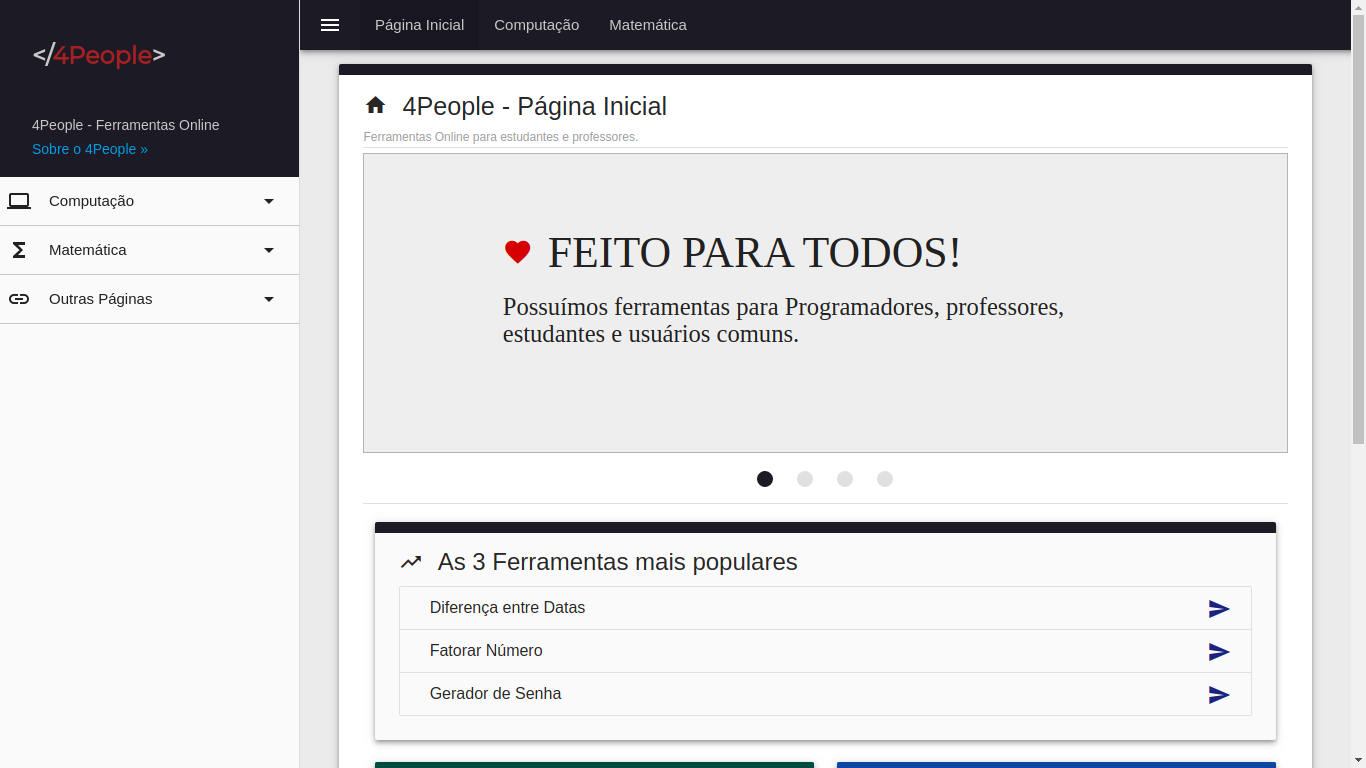 </4People>
4People - Ferramentas Online
Sobre o 4People »
Computação
Matemática
Outras Páginas
Página Inicial
Computação
Matemática
4People - Página Inicial
Ferramentas Online para estudantes e professores.
FEITO PARA TODOS!
Possuímos ferramentas para Programadores, professores,
estudantes e usuários comuns.
As 3 Ferramentas mais populares
Diferença entre Datas
Fatorar Número
Gerador de Senha